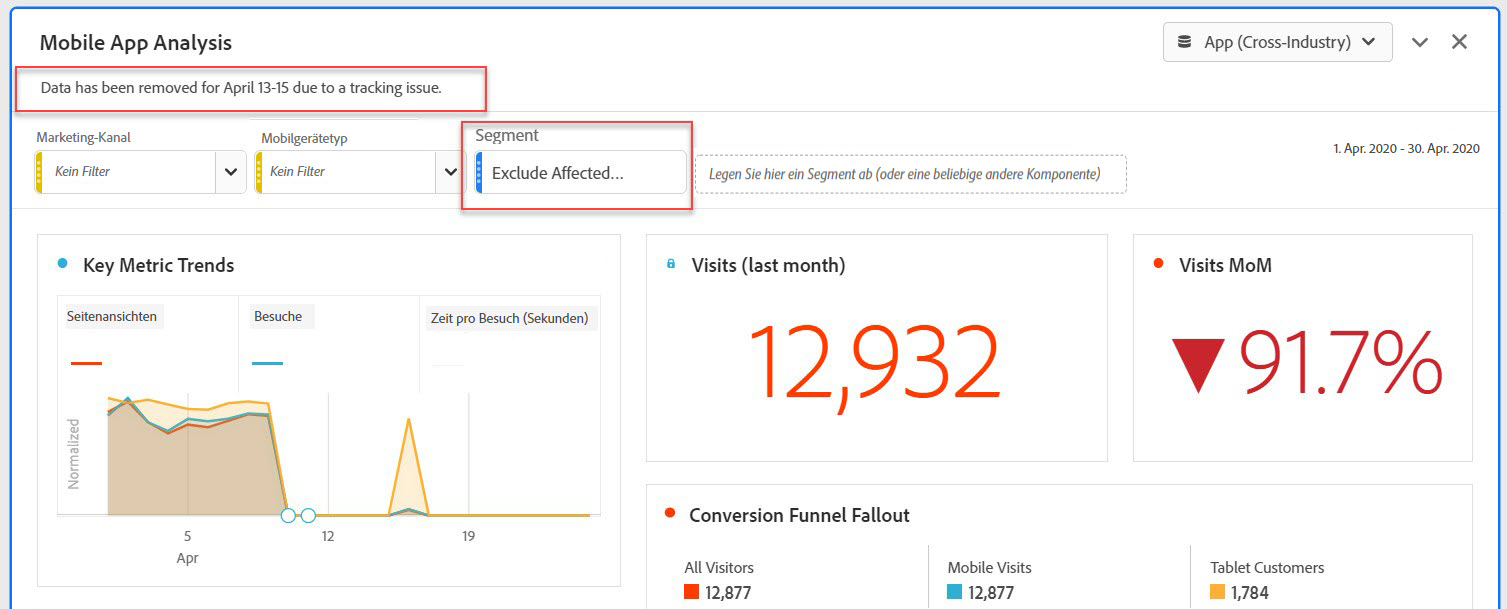 Mobile App Analysis
App (Cross-Industry)
Data has been removed for April 13-15 due to a tracking issue.
Marketing-Kanal
Mobilgerätetyp
Segment
Kein Filter
Kein Filter
Exclude Affected...
Legen Sie hier ein Segment ab (oder eine beliebige andere Komponente)
1. Apr. 2020 - 30. Apr. 2020
Key Metric Trends
Seitenansichten
Besuche
Zeit pro Besuch (Sekunden)
Normalized
5
12
19
Apr
Visits (last month)
12,932
Visits MoM
▼91.7%
Conversion Funnel Fallout
All Visitors
12,877
Mobile Visits
12,877
Tablet Customers
1,784